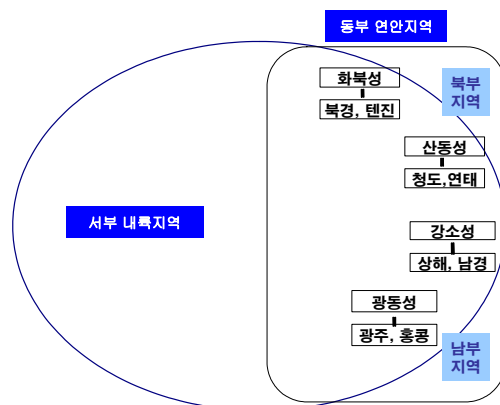 동부 연안지역
화북성
북경, 텐진
북부
지역
산동성
청도,연태
서부 내륙지역
강소성
상해, 남경
광동성
광주, 홍콩
남부
지역